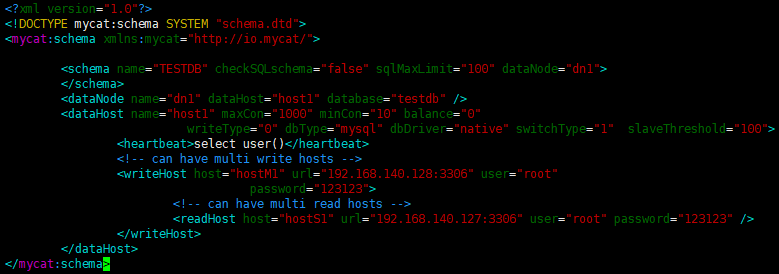 <?xml version="1.0"?>
<!DOCTYPE mycat:schema SYSTEM "schema.dtd">
<mycat:schema xmlns:mycat="http://io.mycat/">
<schema name="TESTDB" checkSQLschema="false" sqlMaxLimit="100" dataNode="dn1">
</schema>
<dataNode name="dn1" dataHost="host1" database="testdb" />
<dataHost name="host1" maxCon="1000" minCon="10" balance="0"
writeType="0" dbType="mysql" dbDriver="native" switchType="1"  slaveThreshold="100">
<heartbeat>select user()</heartbeat>
<!-- can have multi write hosts -->
<writeHost host="hostM1" url="192.168.140.128:3306" user="root"
password="123123">
<!-- can have multi read hosts -->
<readHost host="hostS1" url="192.168.140.127:3306" user="root" password="123123" />
</writeHost>
</dataHost>
</mycat:schema>